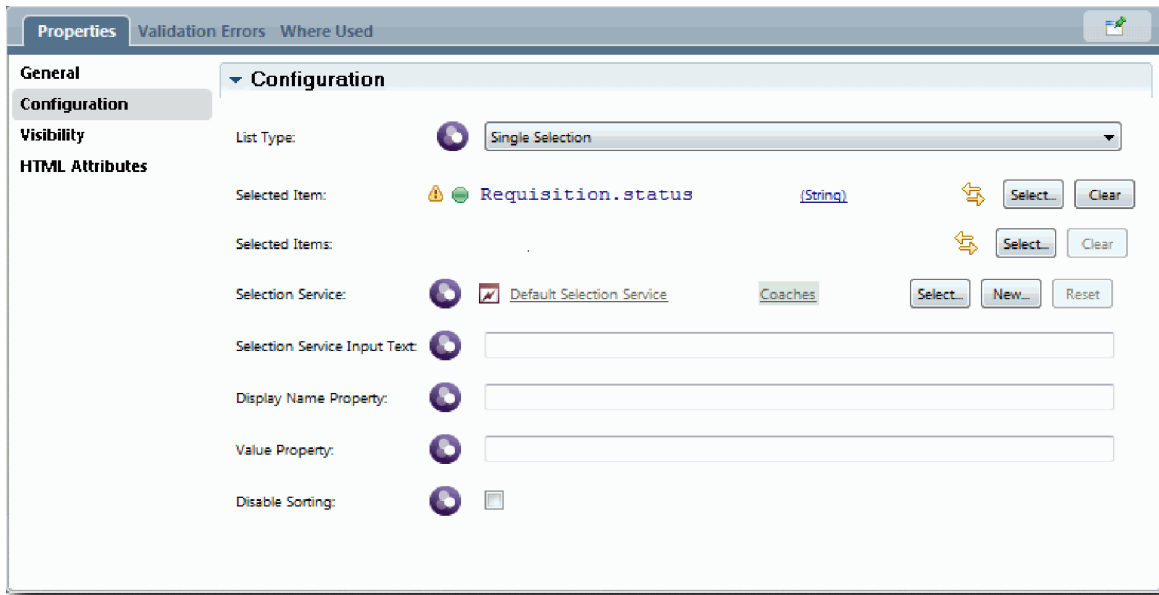 Properties Validation Errors Where Used
General
Configuration
Visibility
HTML Attributes
Configuration
List Type: Single Selection
Selected Item: Requisition.status (String) Select... Clear
Selected Items: Select... Clear
Selection Service: Default Selection Service Coaches Select... New... Reset
Selection Service Input Text:
Display Name Property:
Value Property:
Disable Sorting: